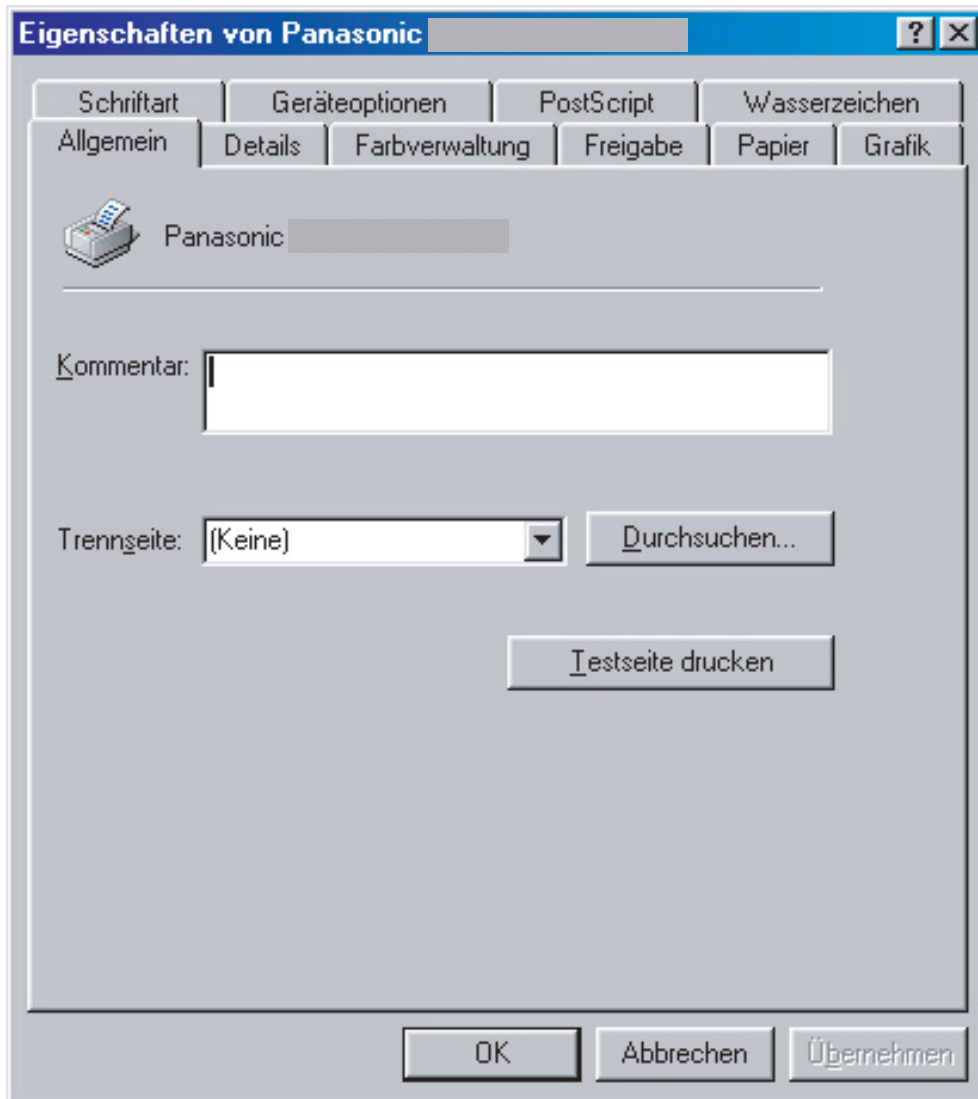 Eigenschaften von Panasonic
Schriftart Geräteoptionen PostScript Wasserzeichen
Allgemein Details Farbverwaltung Freigabe Papier Grafik
Panasonic
Kommentar:
Trennseite: (Keine) Durchsuchen...
Testseite drucken
OK Abbrechen Übernehmen